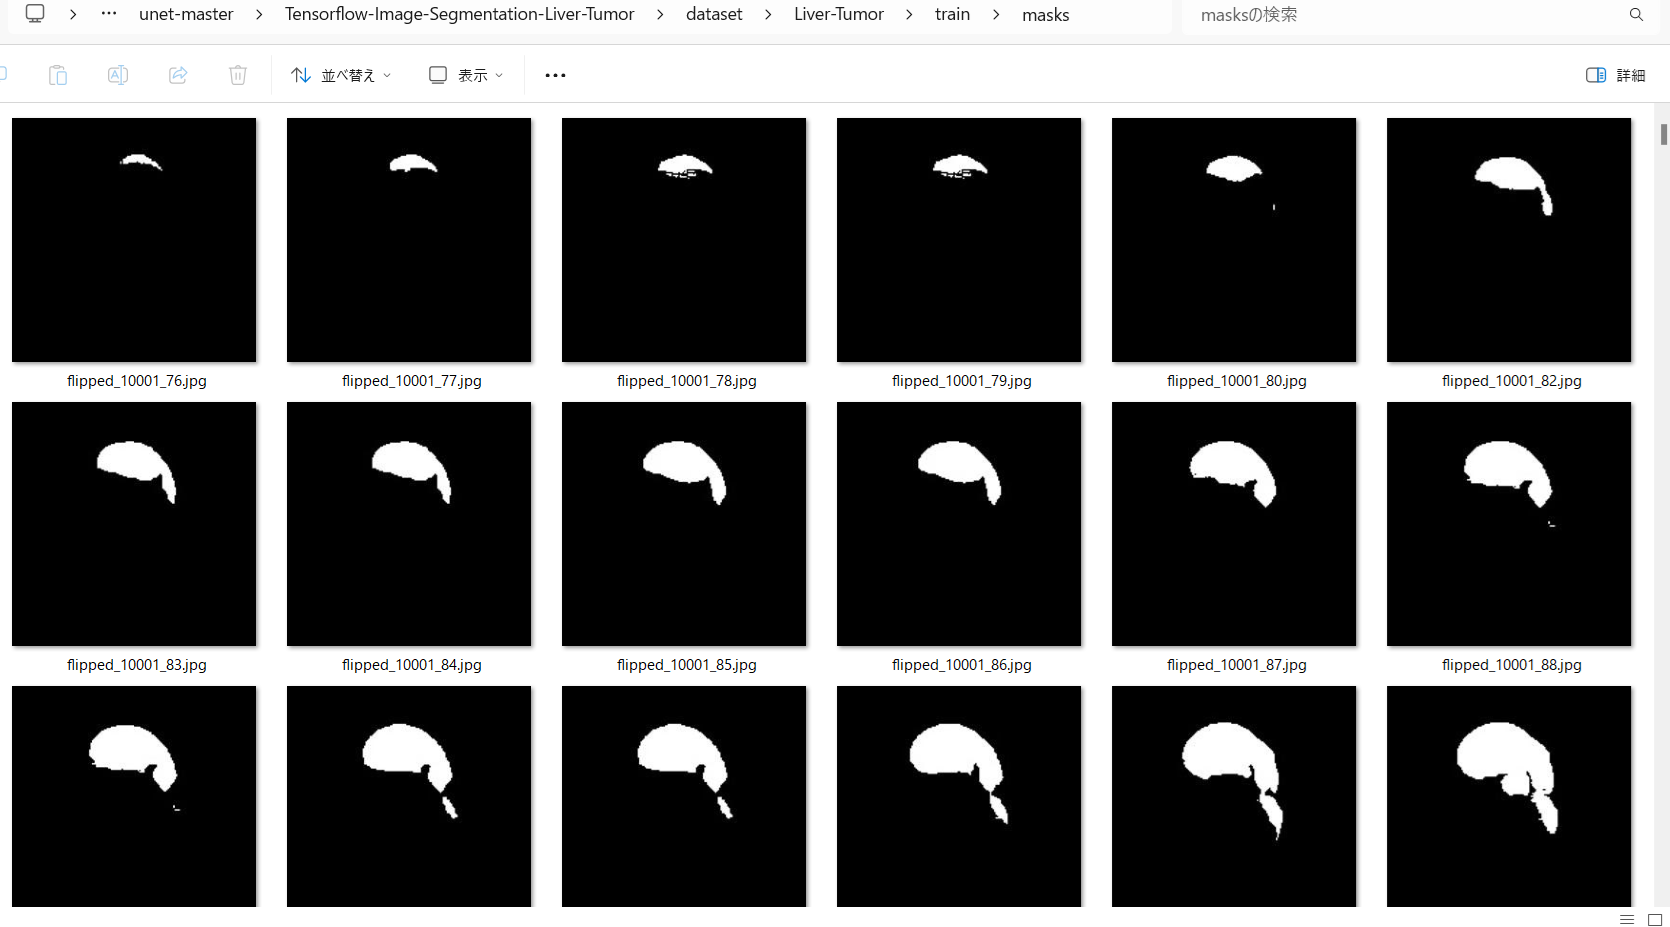 unet-master > Tensorflow-Image-Segmentation-Liver-Tumor > dataset > Liver-Tumor > train > masks
masksの検索
並べ替え
表示
詳細
flipped_10001_76.jpg
flipped_10001_77.jpg
flipped_10001_78.jpg
flipped_10001_79.jpg
flipped_10001_80.jpg
flipped_10001_82.jpg
flipped_10001_83.jpg
flipped_10001_84.jpg
flipped_10001_85.jpg
flipped_10001_86.jpg
flipped_10001_87.jpg
flipped_10001_88.jpg